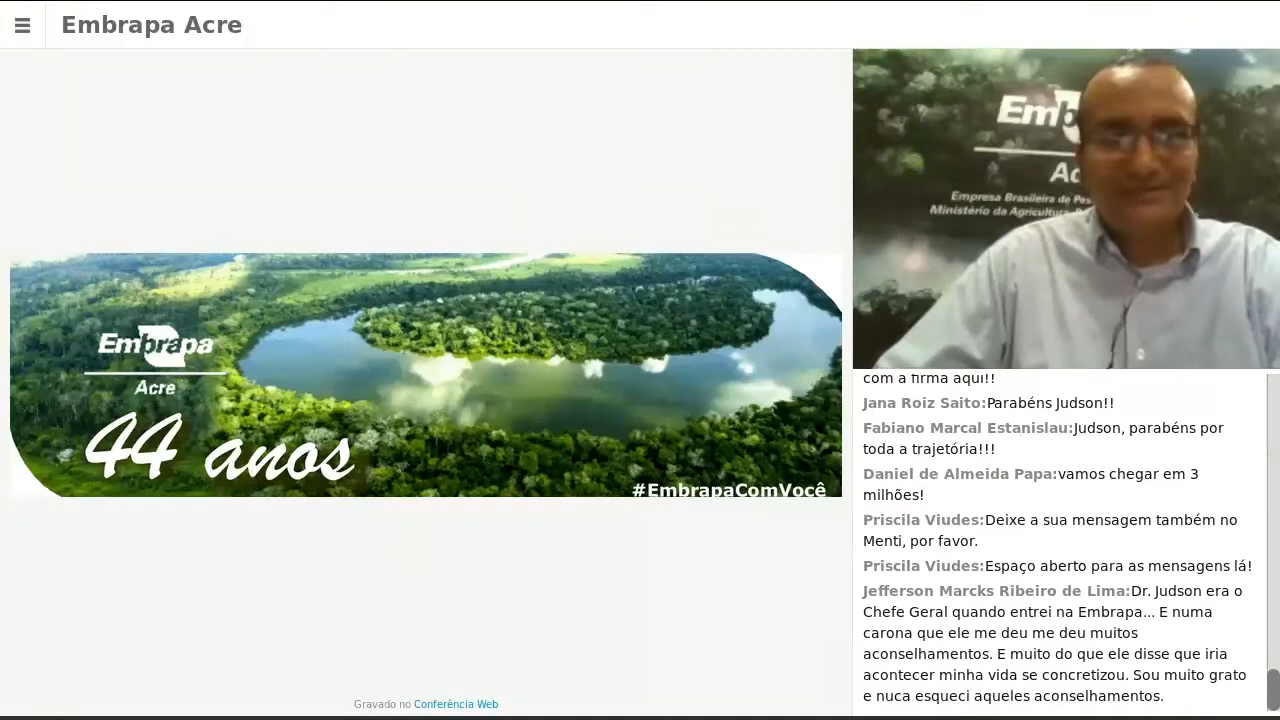 Embrapa Acre
Embrapa
Acre
44 anos
#EmbrapaComVocê
Gravado no Conferência Web
Emb
Ac
Empresa Brasileira de Pes
Ministério da Agricultura
com a firma aqui!!
Jana Roiz Saito:Parabéns Judson!!
Fabiano Marcal Estanislau:Judson, parabéns por
toda a trajetória!!!
Daniel de Almeida Papa:vamos chegar em 3
milhões!
Priscila Viudes:Deixe a sua mensagem também no
Menti, por favor.
Priscila Viudes:Espaço aberto para as mensagens lá!
Jefferson Marcks Ribeiro de Lima:Dr. Judson era o
Chefe Geral quando entrei na Embrapa... E numa
carona que ele me deu me deu muitos
aconselhamentos. E muito do que ele disse que iria
acontecer minha vida se concretizou. Sou muito grato
e nuca esqueci aqueles aconselhamentos.